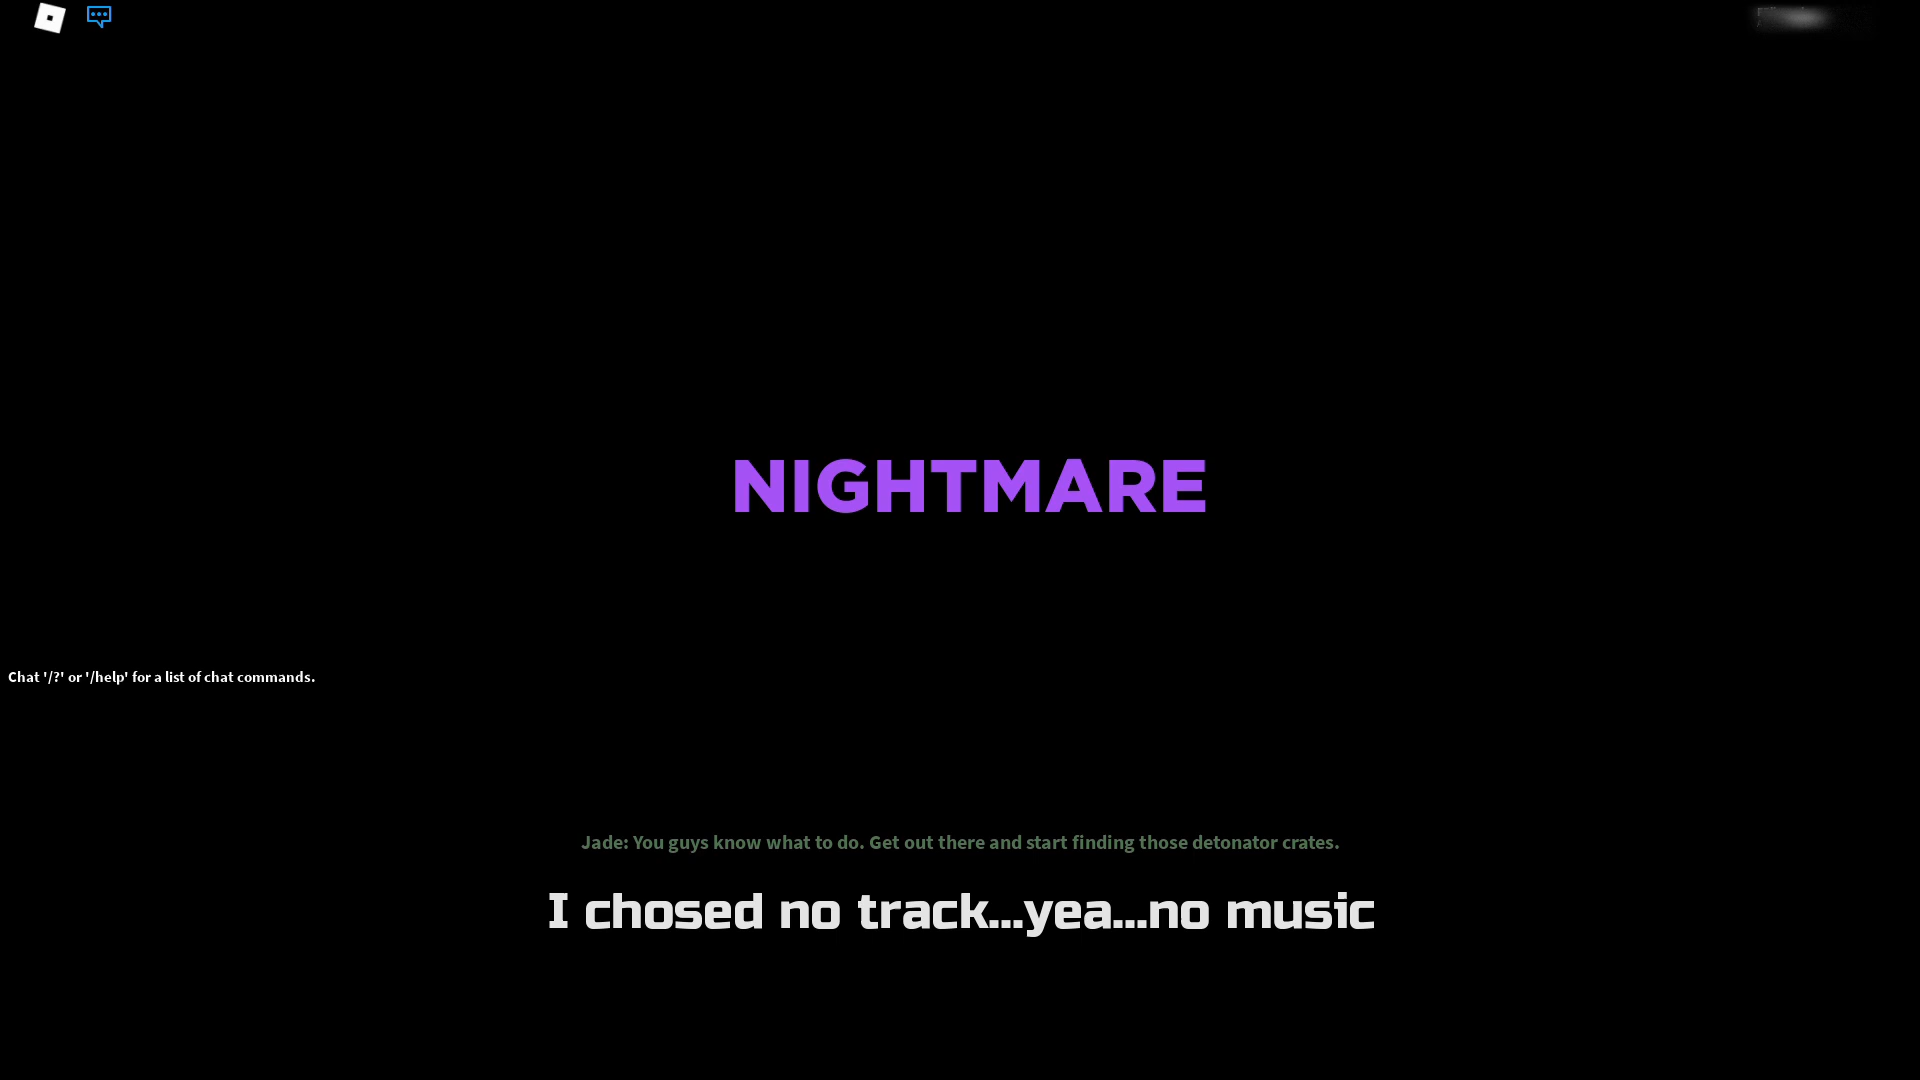 NIGHTMARE
Chat '/?' or '/help' for a list of chat commands.
Jade: You guys know what to do. Get out there and start finding those detonator crates.
I chosed no track...yea...no music